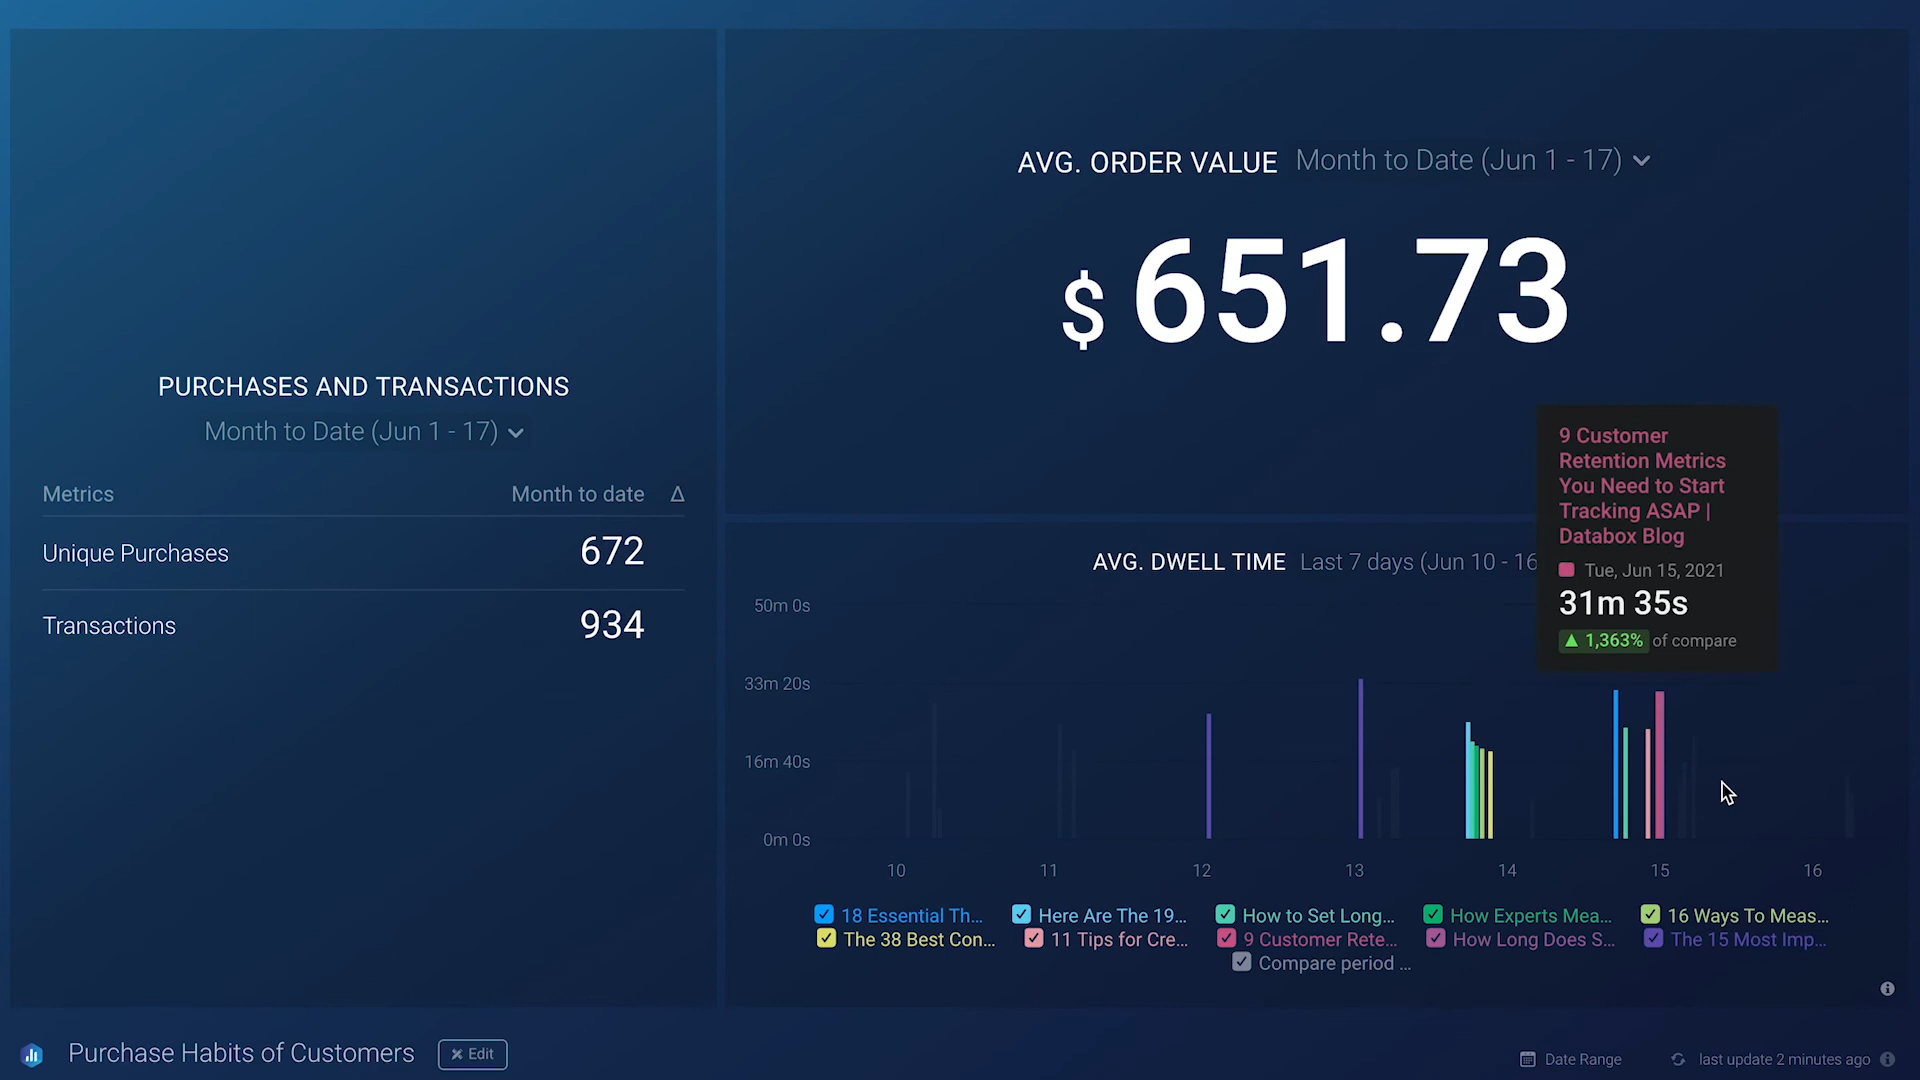 AVG. ORDER VALUE Month to Date (Jun 1 - 17)
$ 651.73
PURCHASES AND TRANSACTIONS
Month to Date (Jun 1 - 17)
Metrics Month to date Δ
Unique Purchases 672
Transactions 934
9 Customer
Retention Metrics
You Need to Start
Tracking ASAP |
Databox Blog
Tue, Jun 15, 2021
31m 35s
▲ 1,363% of compare
AVG. DWELL TIME Last 7 days (Jun 10 - 16
50m 0s
33m 20s
16m 40s
0m 0s
10 11 12 13 14 15 16
18 Essential Th... Here Are The 19... How to Set Long... How Experts Mea... 16 Ways To Meas...
The 38 Best Con... 11 Tips for Cre... 9 Customer Rete... How Long Does S... The 15 Most Imp...
Compare period ...
Purchase Habits of Customers Edit
Date Range last update 2 minutes ago